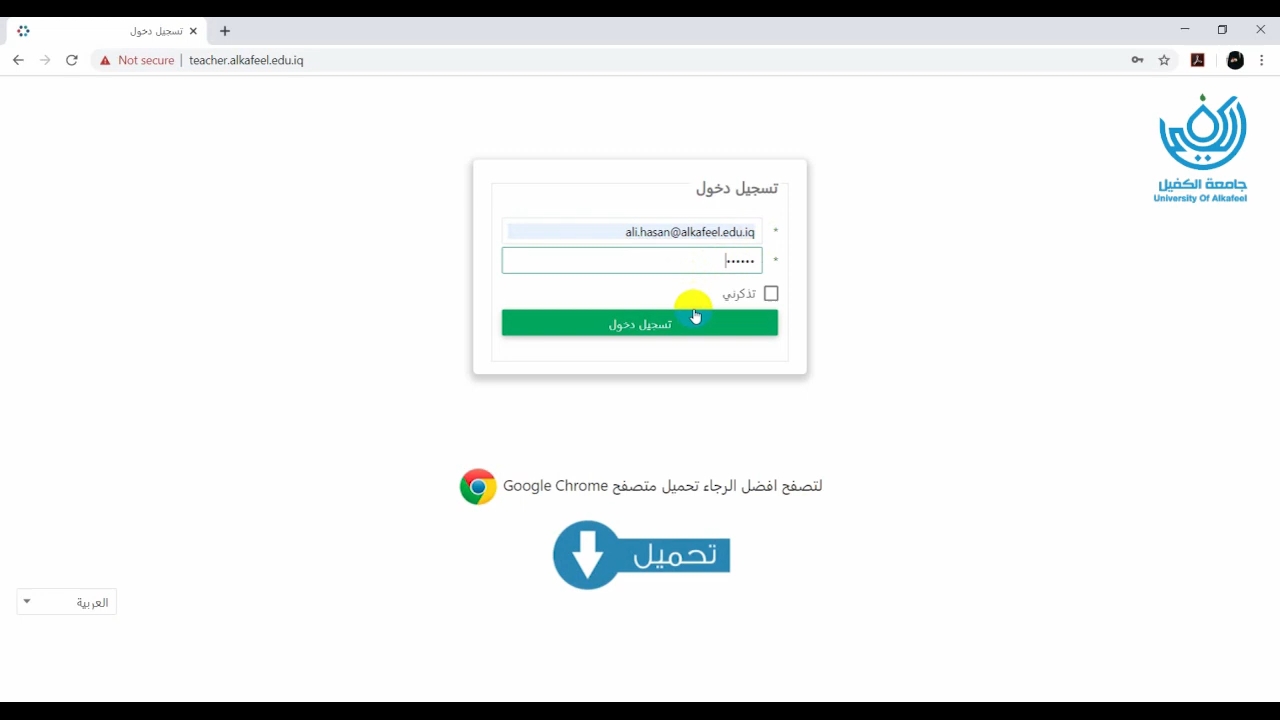 تسجيل دخول
Not secure
teacher.alkafeel.edu.iq
جامعة الكفيل
University Of Alkafeel
تسجيل دخول
ali.hasan@alkafeel.edu.iq
••••••
تذكرني
تسجيل دخول
لتصفح افضل الرجاء تحميل متصفح Google Chrome
تحميل
العربية